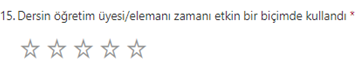 15. Dersin öğretim üyesi/elemanı zamanı etkin bir biçimde kullandı *